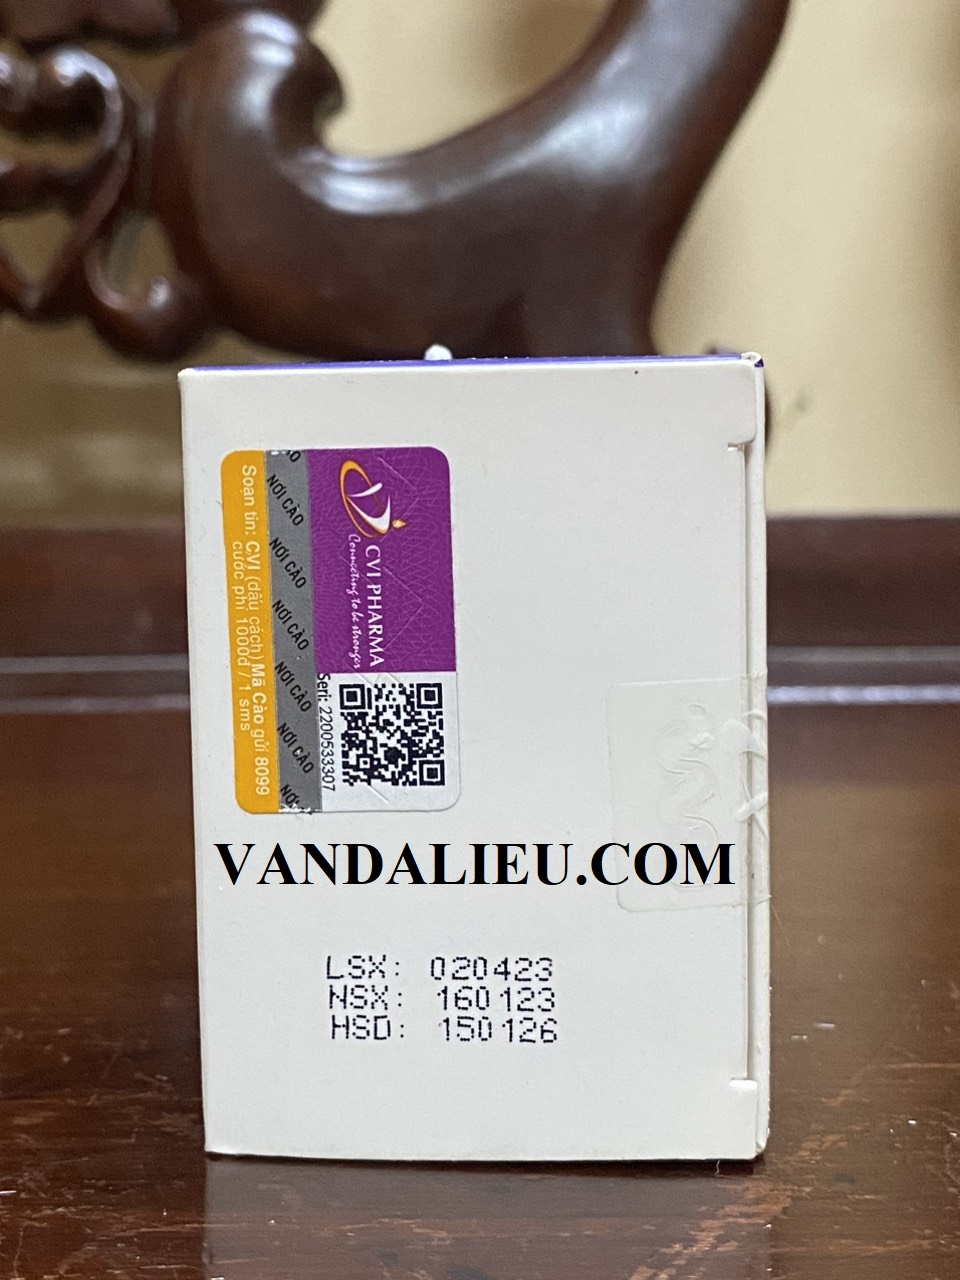 CVI PHARMA
Connecting to be stronger
NƠI CÀO
NƠI CÀO
NƠI CÀO
NƠI CÀO
NƠI CÀO
Soạn tin: CVI (dấu cách) Mã Cào gửi 8099
cước phí 1000đ / 1 sms
Seri: 2200533307
VANDALIEU.COM
LSX: 020423
NSX: 160123
HSD: 150126